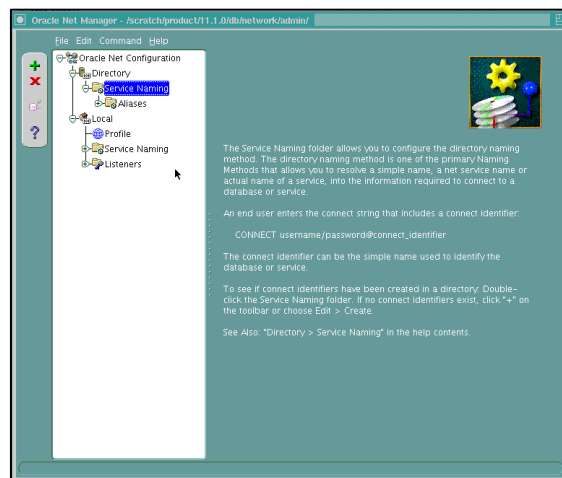 Oracle Net Manager - /scratch/product/11.1.0/db/network/admin/
File Edit Command Help
Oracle Net Configuration
Directory
Service Naming
Aliases
Local
Profile
Service Naming
Listeners
The Service Naming folder allows you to configure the directory naming
method. The directory naming method is one of the primary Naming
Methods that allows you to resolve a simple name, a net service name or
actual name of a service, into the information required to connect to a
database or service.
An end user enters the connect string that includes a connect identifier:
CONNECT username/password@connect_identifier
The connect identifier can be the simple name used to identify the
database or service.
To see if connect identifiers have been created in a directory: Double-
click the Service Naming folder. If no connect identifiers exist, click "+" on
the toolbar or choose Edit > Create.
See Also: "Directory > Service Naming" in the help contents.